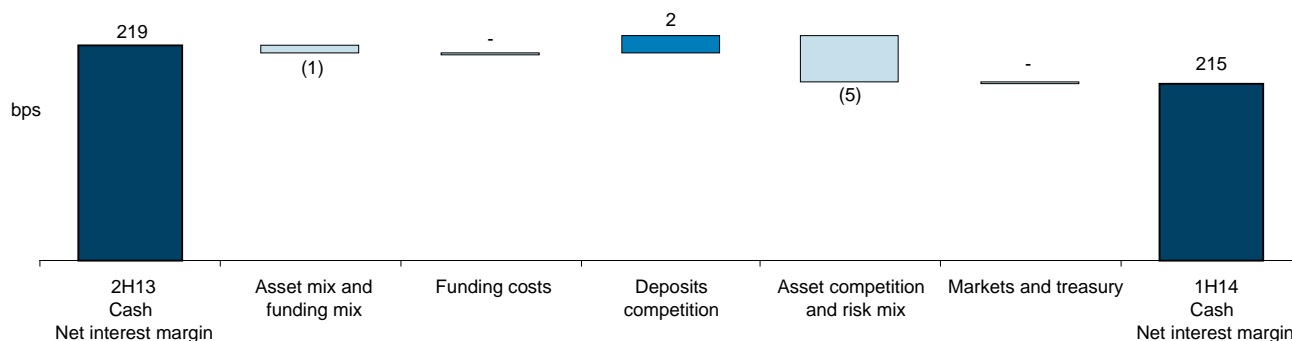 219
(1)
-
2
(5)
-
215
bps
2H13
Cash
Net interest margin
Asset mix and
funding mix
Funding costs
Deposits
competition
Asset competition
and risk mix
Markets and treasury
1H14
Cash
Net interest margin